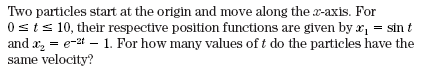 Two particles start at the origin and move along the x-axis. For
0 ≤ t ≤ 10, their respective position functions are given by x₁ = sin t
and x₂ = e⁻²ᵗ − 1. For how many values of t do the particles have the
same velocity?